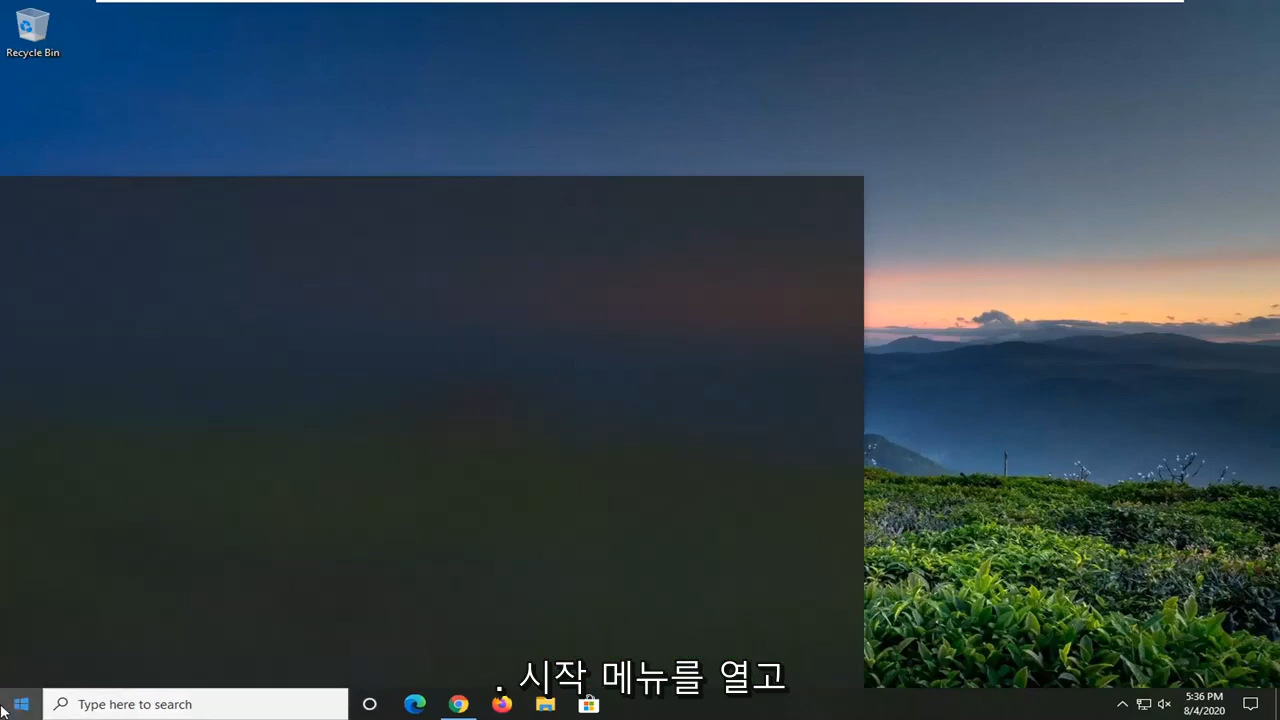 Recycle Bin
. 시작 메뉴를 열고
Type here to search
5:36 PM
8/4/2020